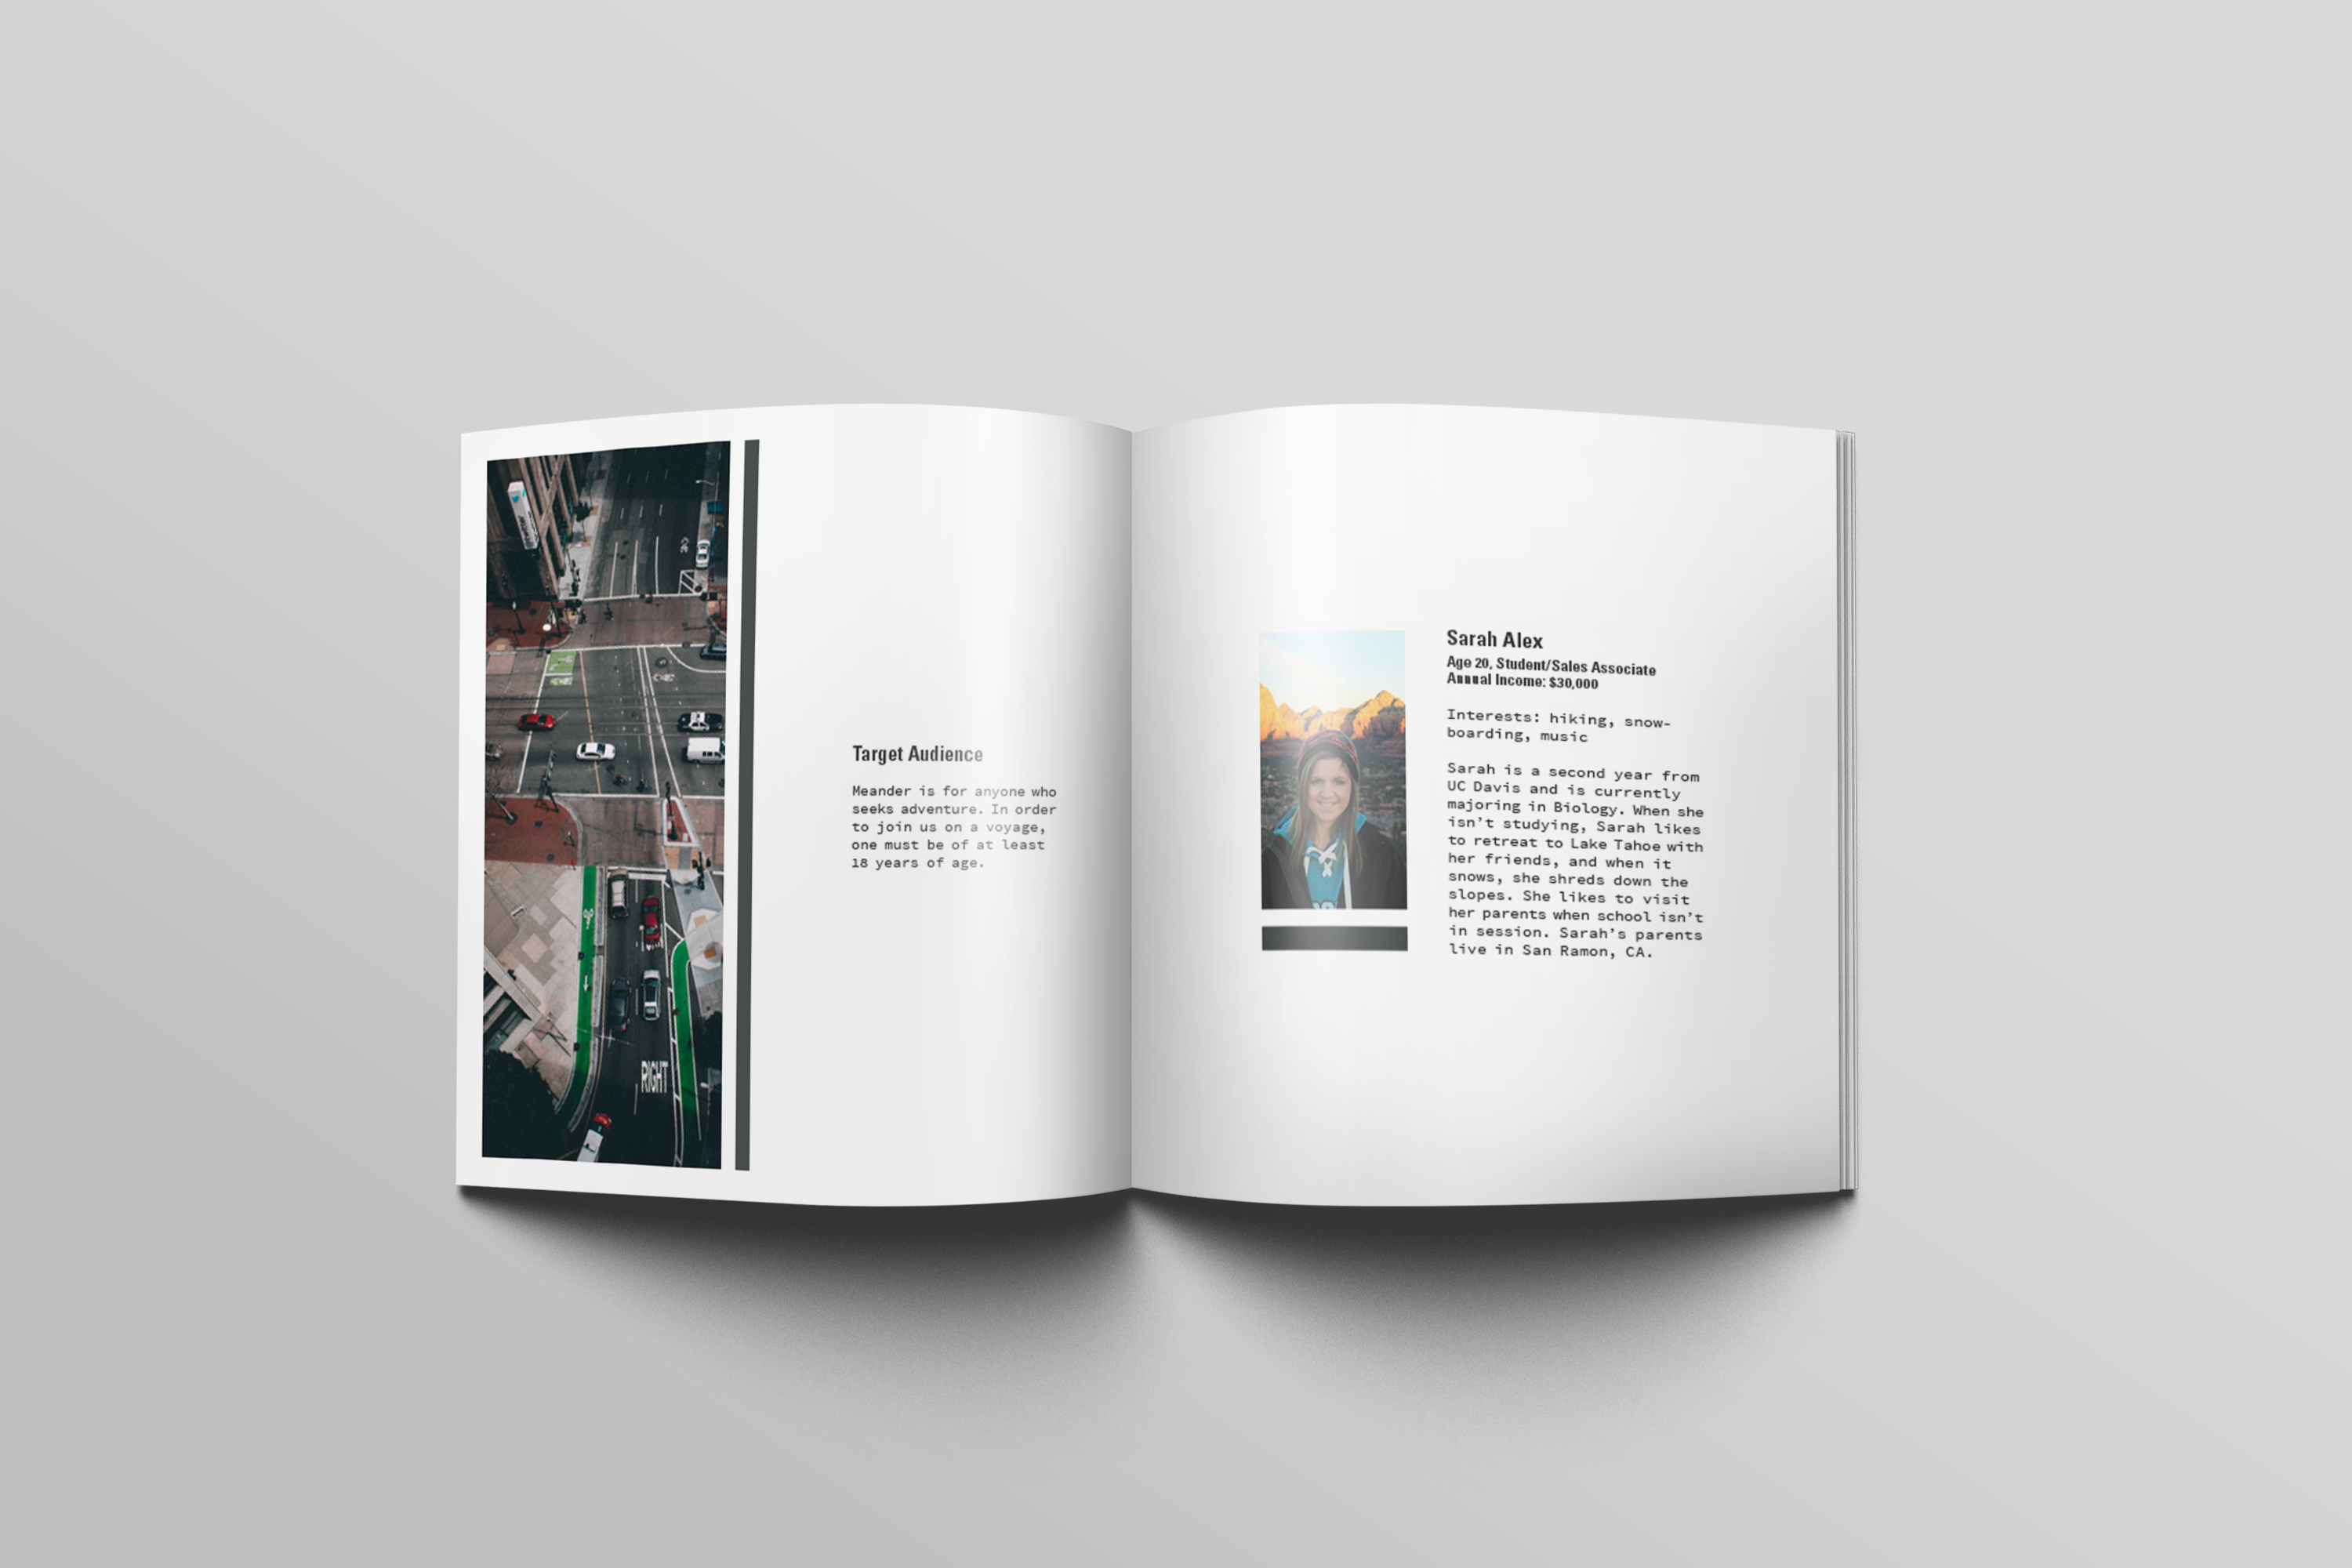 RIGHT
Target Audience
Meander is for anyone who
seeks adventure. In order
to join us on a voyage,
one must be of at least
18 years of age.
Sarah Alex
Age 20, Student/Sales Associate
Annual Income: $30,000
Interests: hiking, snow-
boarding, music
Sarah is a second year from
UC Davis and is currently
majoring in Biology. When she
isn't studying, Sarah likes
to retreat to Lake Tahoe with
her friends, and when it
snows, she shreds down the
slopes. She likes to visit
her parents when school isn't
in session. Sarah's parents
live in San Ramon, CA.